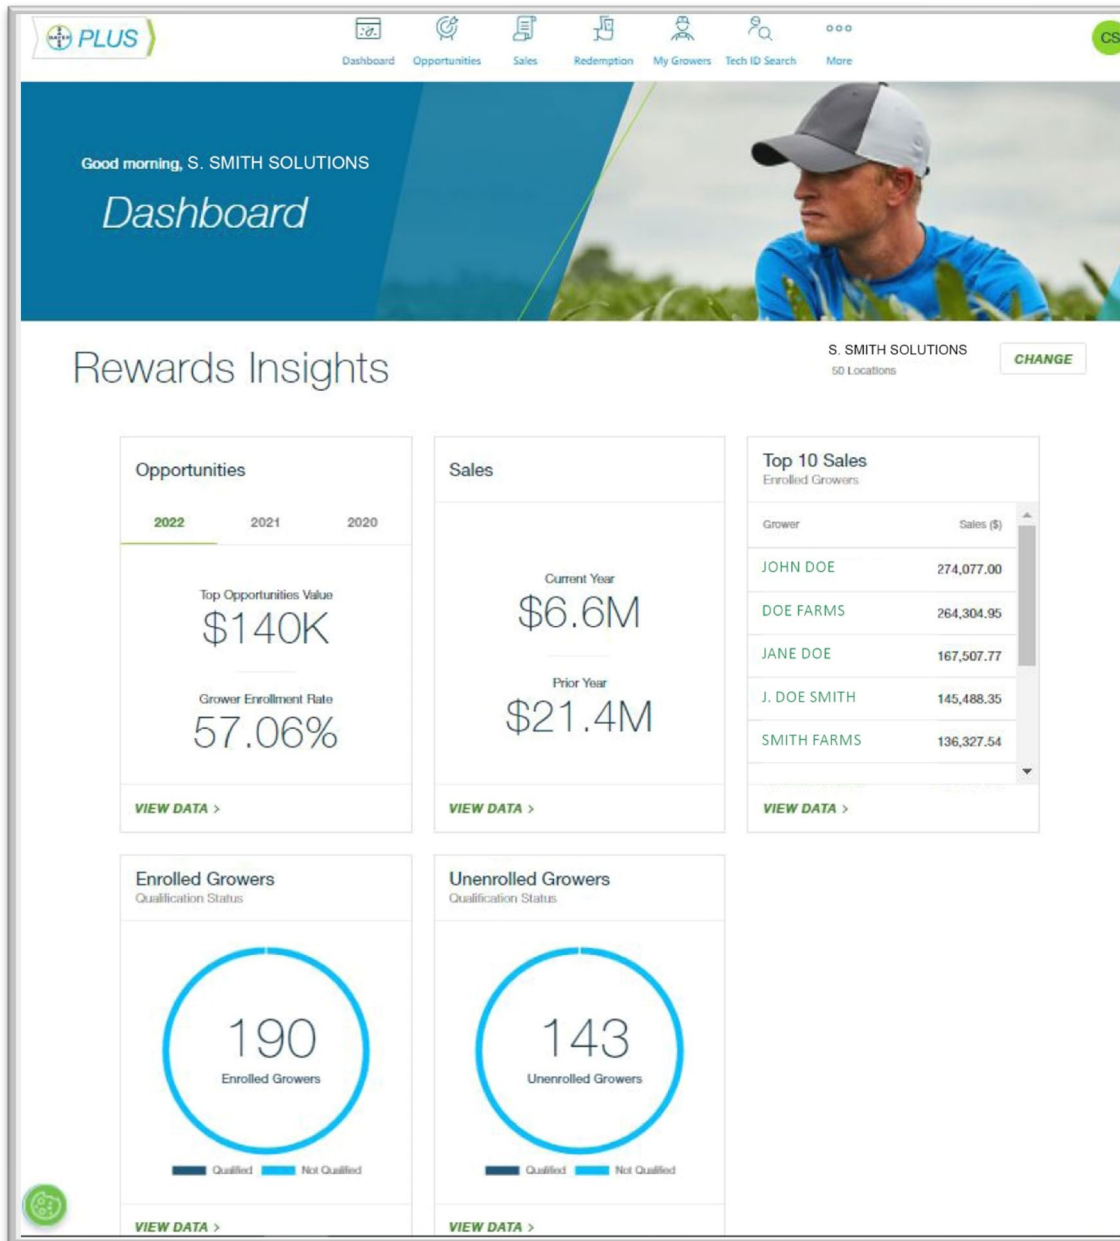 BAYER PLUS
Dashboard
Opportunities
Sales
Redemption
My Growers
Tech ID Search
More
CS
Good morning, S. SMITH SOLUTIONS
Dashboard
Rewards Insights
S. SMITH SOLUTIONS
50 Locations
CHANGE
Opportunities
2022 2021 2020
Top Opportunities Value
$140K
Grower Enrollment Rate
57.06%
VIEW DATA >
Sales
Current Year
$6.6M
Prior Year
$21.4M
VIEW DATA >
Top 10 Sales
Enrolled Growers
Grower Sales ($)
JOHN DOE 274,077.00
DOE FARMS 264,304.95
JANE DOE 167,507.77
J. DOE SMITH 145,488.35
SMITH FARMS 136,327.54
VIEW DATA >
Enrolled Growers
Qualification Status
190
Enrolled Growers
Qualified Not Qualified
VIEW DATA >
Unenrolled Growers
Qualification Status
143
Unenrolled Growers
Qualified Not Qualified
VIEW DATA >